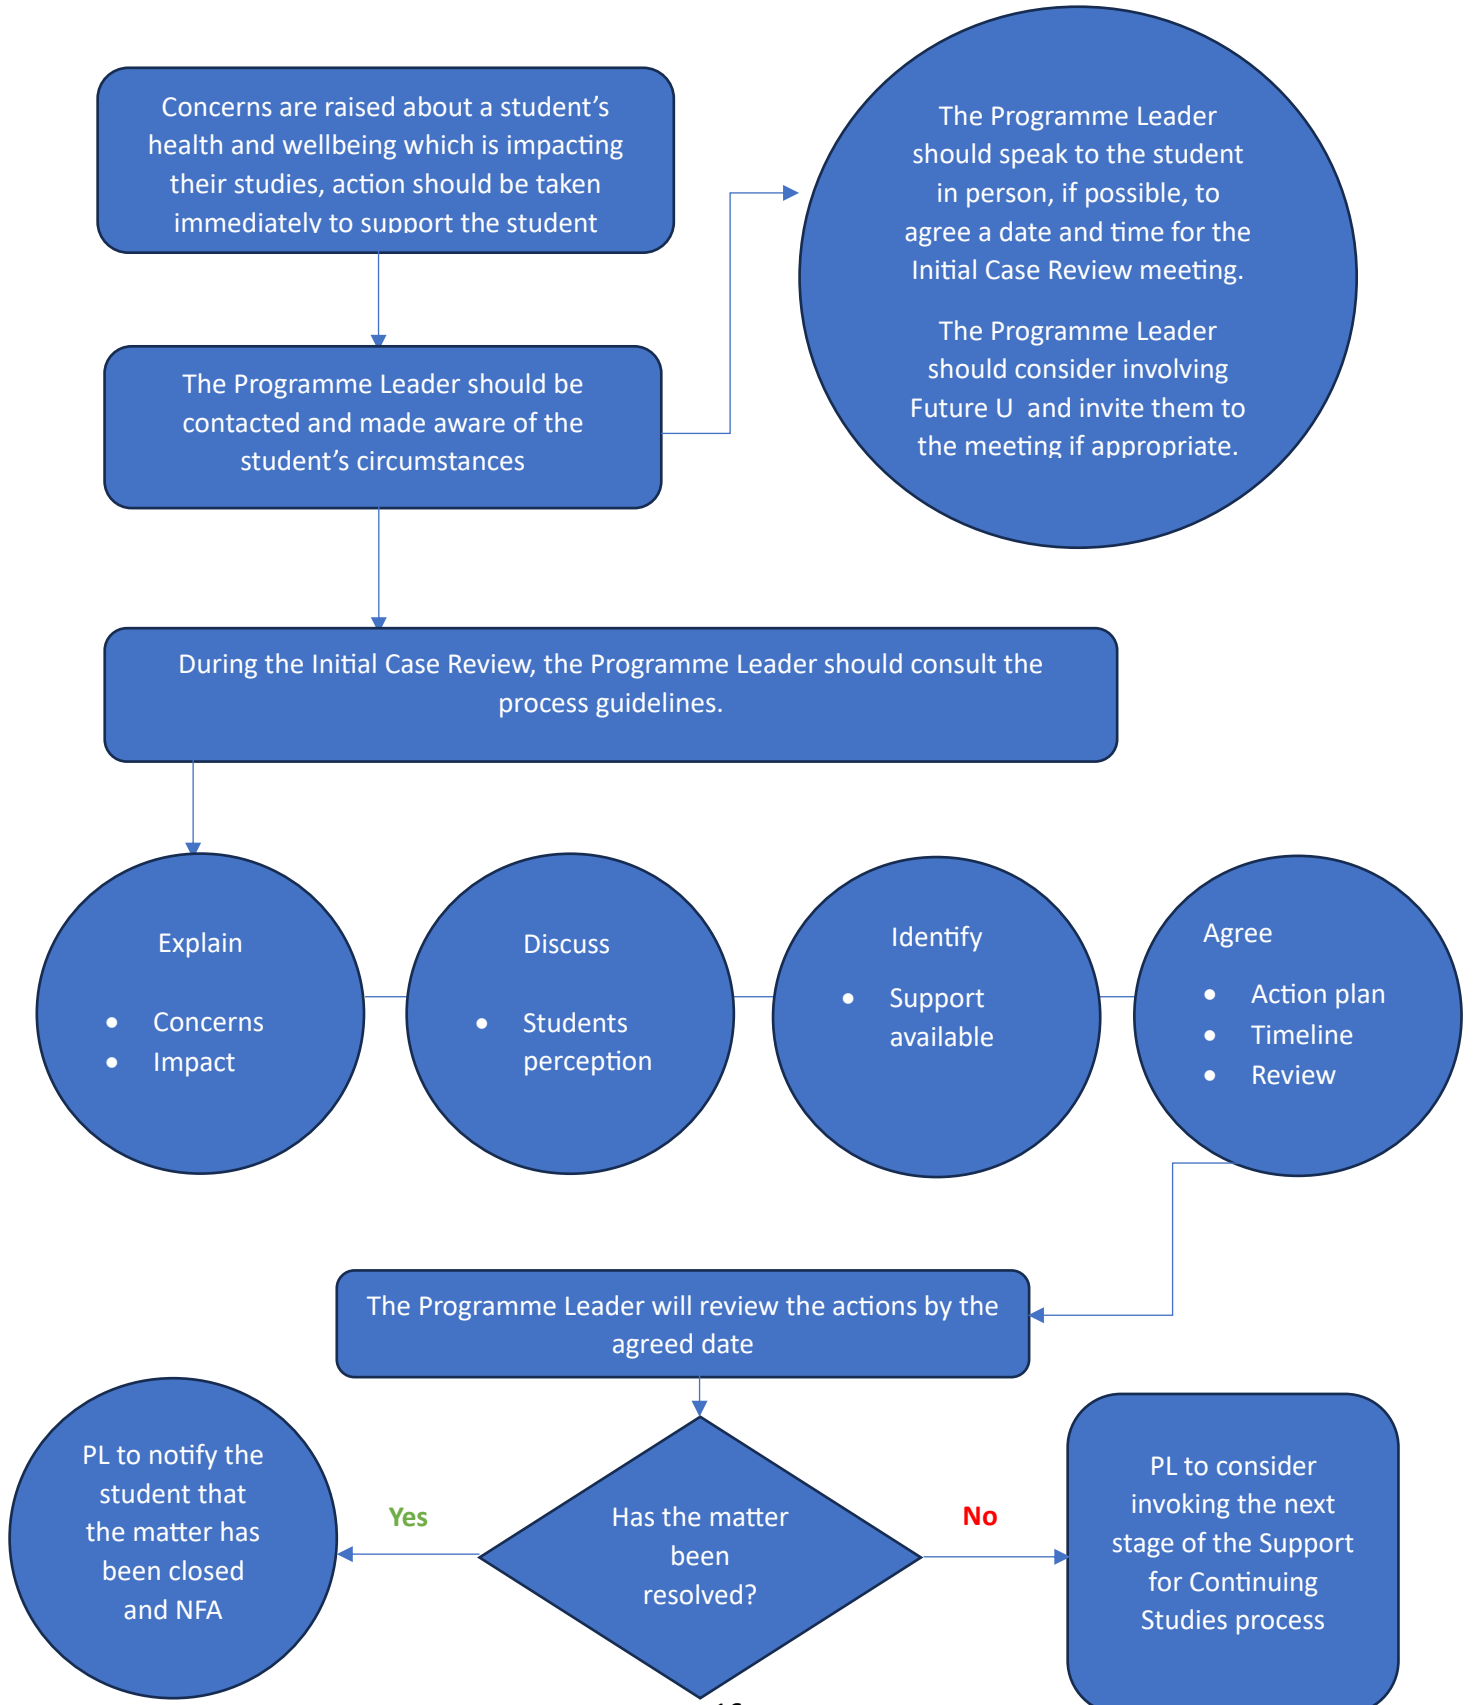 Concerns are raised about a student’s
health and wellbeing which is impacting
their studies, action should be taken
immediately to support the student
The Programme Leader
should speak to the student
in person, if possible, to
agree a date and time for the
Initial Case Review meeting.
The Programme Leader
should consider involving
Future U  and invite them to
the meeting if appropriate.
The Programme Leader should be
contacted and made aware of the
student’s circumstances
During the Initial Case Review, the Programme Leader should consult the
process guidelines.
Explain
• Concerns
• Impact
Discuss
• Students
perception
Identify
• Support
available
Agree
• Action plan
• Timeline
• Review
The Programme Leader will review the actions by the
agreed date
PL to notify the
student that
the matter has
been closed
and NFA
Yes
Has the matter
been
resolved?
No
PL to consider
invoking the next
stage of the Support
for Continuing
Studies process